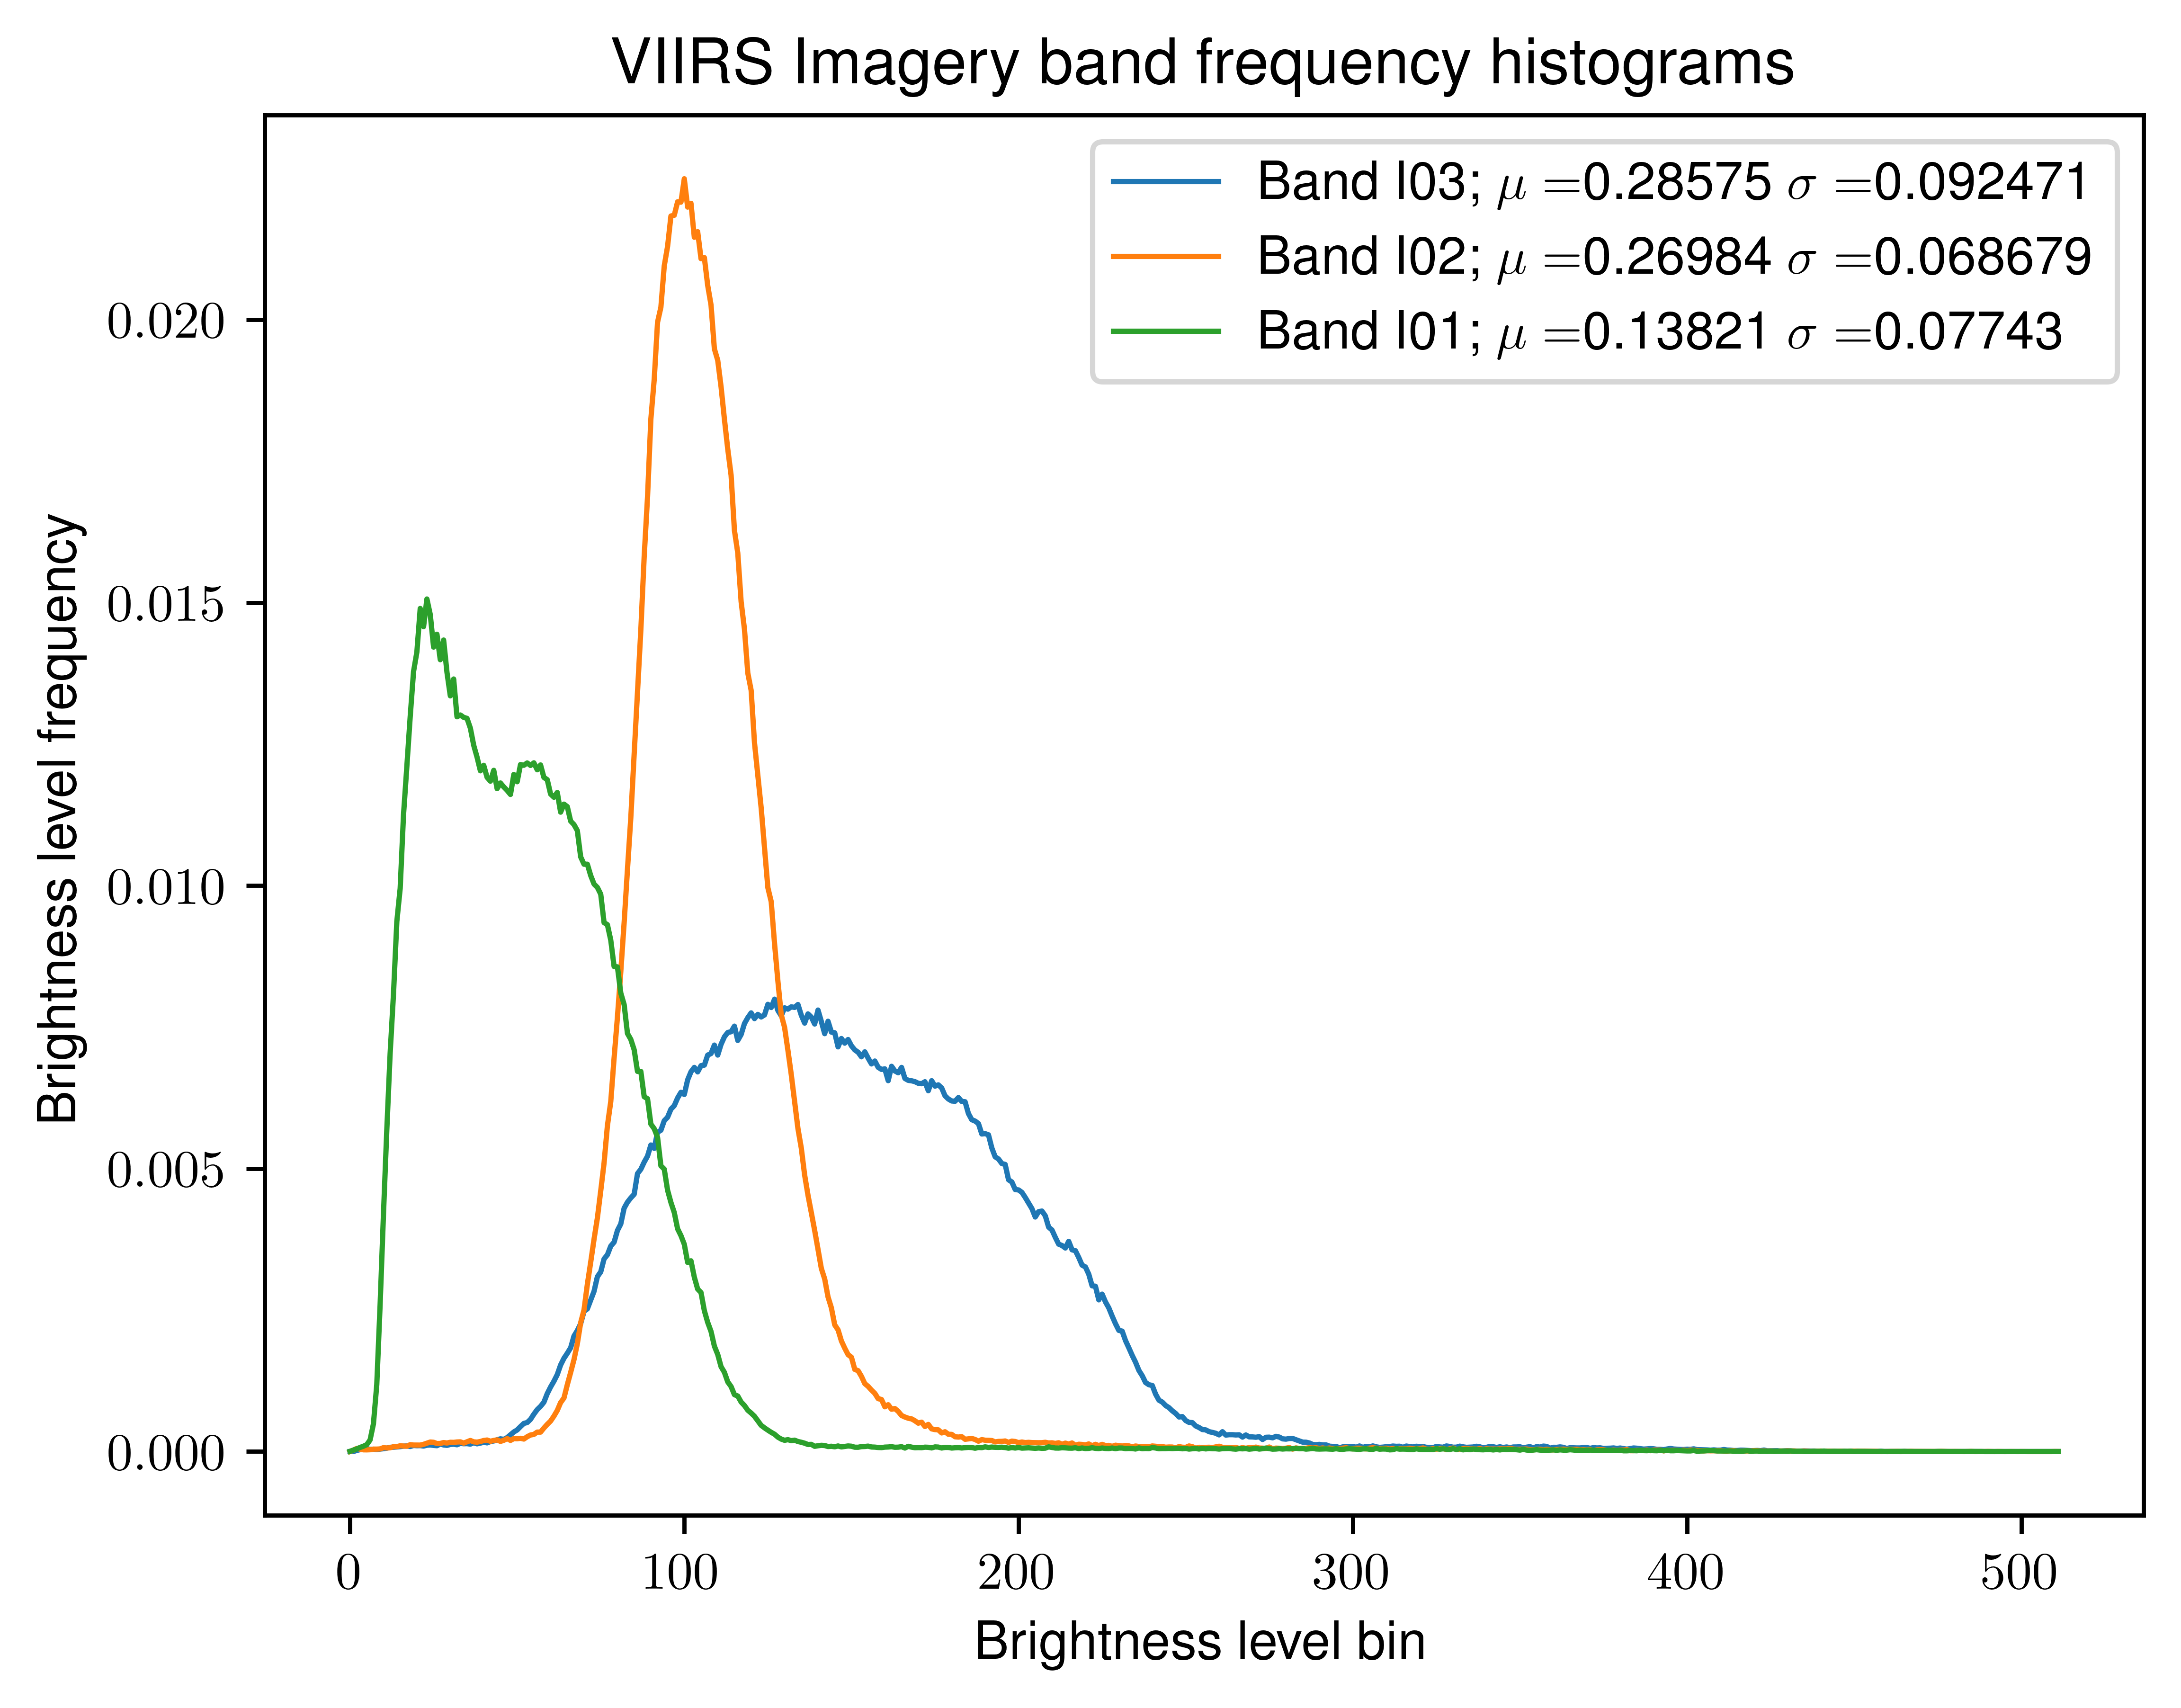 VIIRS Imagery band frequency histograms
Band I03; μ =0.28575 σ =0.092471
Band I02; μ =0.26984 σ =0.068679
Band I01; μ =0.13821 σ =0.07743
0.020
0.015
0.010
0.005
0.000
Brightness level frequency
0 100 200 300 400 500
Brightness level bin